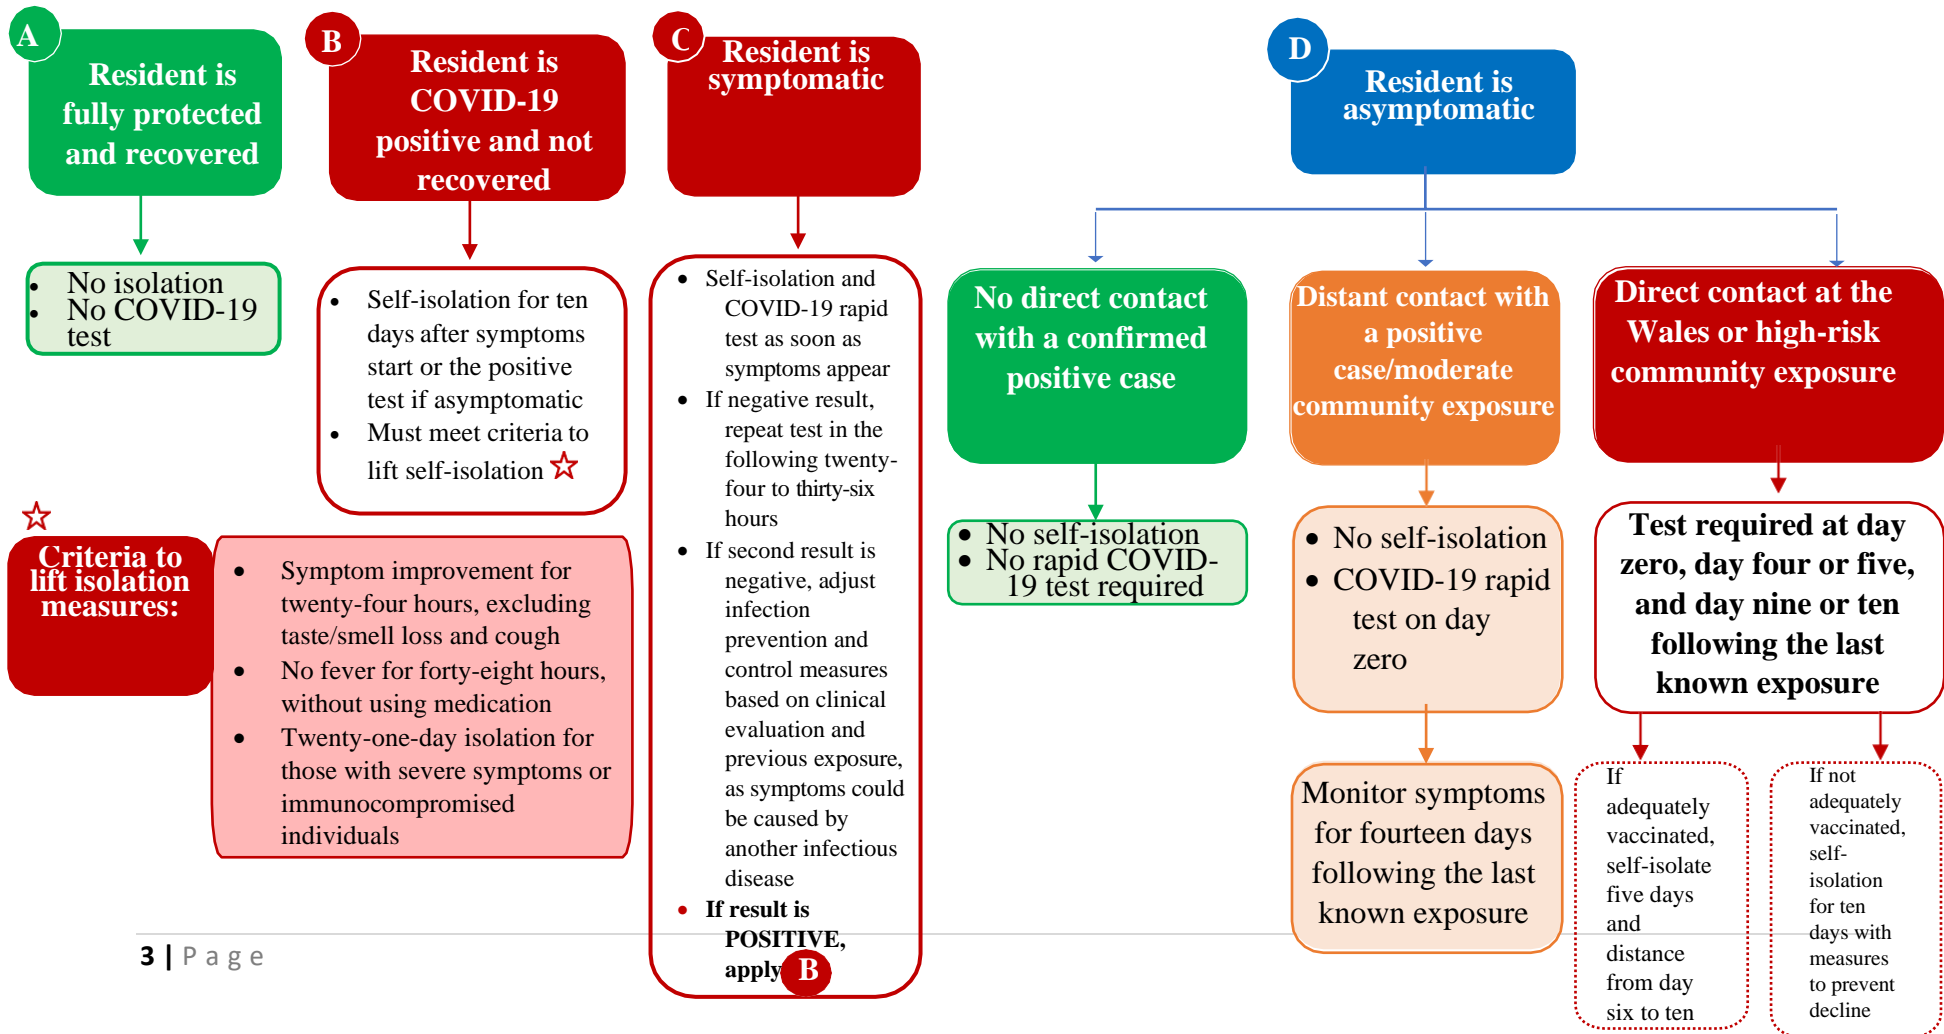 A
Resident is
fully protected
and recovered
No isolation
No COVID-19
test
B
Resident is
COVID-19
positive and not
recovered
Self-isolation for ten
days after symptoms
start or the positive
test if asymptomatic
Must meet criteria to
lift self-isolation ☆
☆
Criteria to
lift isolation
measures:
Symptom improvement for
twenty-four hours, excluding
taste/smell loss and cough
No fever for forty-eight hours,
without using medication
Twenty-one-day isolation for
those with severe symptoms or
immunocompromised
individuals
C
Resident is
symptomatic
Self-isolation and
COVID-19 rapid
test as soon as
symptoms appear
If negative result,
repeat test in the
following twenty-
four to thirty-six
hours
If second result is
negative, adjust
infection
prevention and
control measures
based on clinical
evaluation and
previous exposure,
as symptoms could
be caused by
another infectious
disease
If result is
POSITIVE,
apply B
D
Resident is
asymptomatic
No direct contact
with a confirmed
positive case
No self-isolation
No rapid COVID-
19 test required
Distant contact with
a positive
case/moderate
community exposure
No self-isolation
COVID-19 rapid
test on day
zero
Monitor symptoms
for fourteen days
following the last
known exposure
Direct contact at the
Wales or high-risk
community exposure
Test required at day
zero, day four or five,
and day nine or ten
following the last
known exposure
If
adequately
vaccinated,
self-isolate
five days
and
distance
from day
six to ten
If not
adequately
vaccinated,
self-
isolation
for ten
days with
measures
to prevent
decline
3 | Page